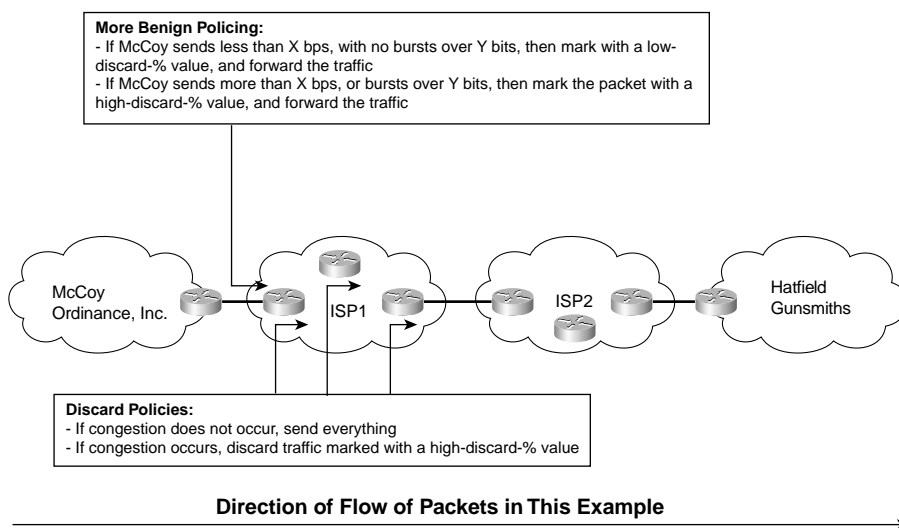 More Benign Policing:
- If McCoy sends less than X bps, with no bursts over Y bits, then mark with a low-
discard-% value, and forward the traffic
- If McCoy sends more than X bps, or bursts over Y bits, then mark the packet with a
high-discard-% value, and forward the traffic
McCoy
Ordinance, Inc.
ISP1
ISP2
Hatfield
Gunsmiths
Discard Policies:
- If congestion does not occur, send everything
- If congestion occurs, discard traffic marked with a high-discard-% value
Direction of Flow of Packets in This Example